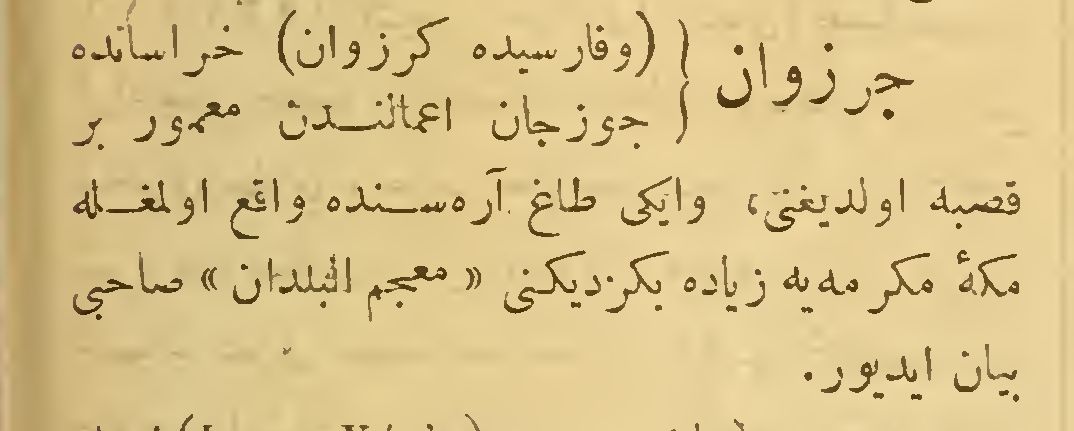 جرزوان { (وفارسیده کرزوان) خراسانده
جوزجان اعمالندن معمور بر
قصبه اولدیغنی، وایکی طاغ آره‌سنده واقع اولمغله
مکهٔ مکرمه‌یه زیاده بکزدیکنی « معجم البلدان » صاحبی
بیان ایدیور.